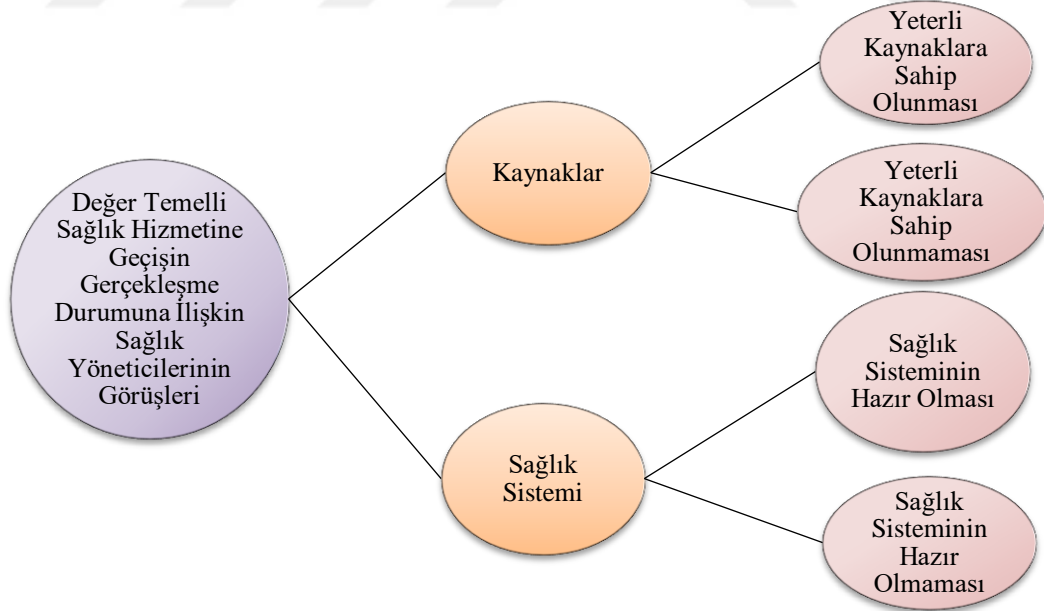 Değer Temelli
Sağlık Hizmetine
Geçişin
Gerçekleşme
Durumuna İlişkin
Sağlık
Yöneticilerinin
Görüşleri
Kaynaklar
Yeterli
Kaynaklara
Sahip
Olunması
Yeterli
Kaynaklara
Sahip
Olunmaması
Sağlık
Sistemi
Sağlık
Sisteminin
Hazır Olması
Sağlık
Sisteminin
Hazır
Olmaması